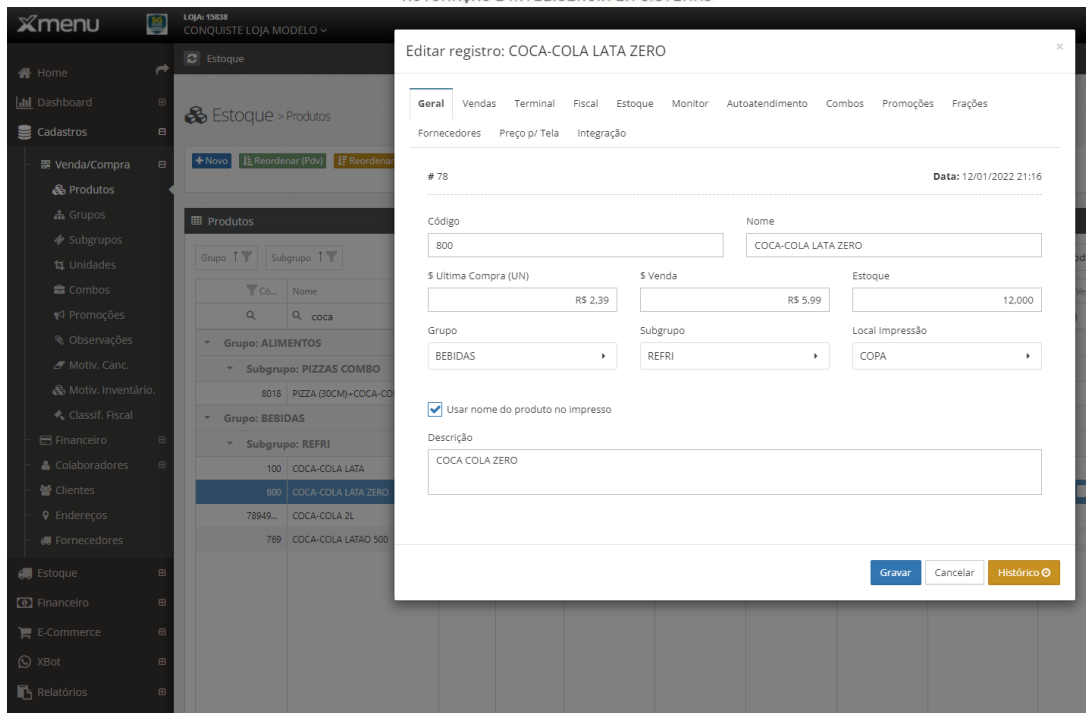 Xmenu
LOJA: 15838
CONQUISTE LOJA MODELO
Home
Dashboard
Cadastros
Venda/Compra
Produtos
Grupos
Subgrupos
Unidades
Combos
Promoções
Observações
Motiv. Canc.
Motiv. Inventário.
Classif. Fiscal
Financeiro
Colaboradores
Clientes
Endereços
Fornecedores
Estoque
Financeiro
E-Commerce
XBot
Relatórios
Estoque
Estoque > Produtos
+Novo Reordenar (Pdv) Reordenar
Produtos
Grupo Subgrupo
Có... Nome
coca
Grupo: ALIMENTOS
Subgrupo: PIZZAS COMBO
8018 PIZZA (30CM)+COCA-CO
Grupo: BEBIDAS
Subgrupo: REFRI
100 COCA-COLA LATA
800 COCA-COLA LATA ZERO
78949... COCA-COLA 2L
769 COCA-COLA LATAO 500
Editar registro: COCA-COLA LATA ZERO ×
Geral Vendas Terminal Fiscal Estoque Monitor Autoatendimento Combos Promoções Frações
Fornecedores Preço p/ Tela Integração
# 78 Data: 12/01/2022 21:16
Código Nome
800 COCA-COLA LATA ZERO
$ Ultima Compra (UN) $ Venda Estoque
R$ 2,39 R$ 5,99 12,000
Grupo Subgrupo Local Impressão
BEBIDAS REFRI COPA
Usar nome do produto no impresso
Descrição
COCA COLA ZERO
Gravar Cancelar Histórico